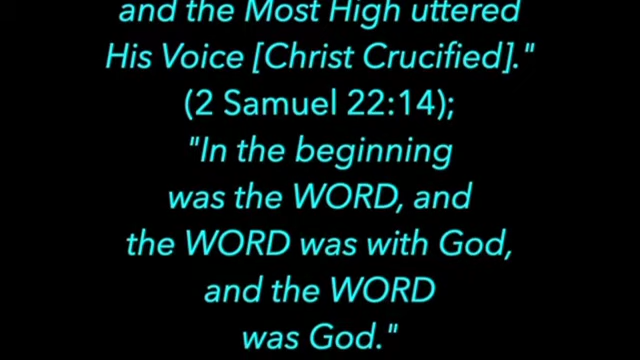 and the Most High uttered
His Voice [Christ Crucified]."
(2 Samuel 22:14);
"In the beginning
was the WORD, and
the WORD was with God,
and the WORD
was God."